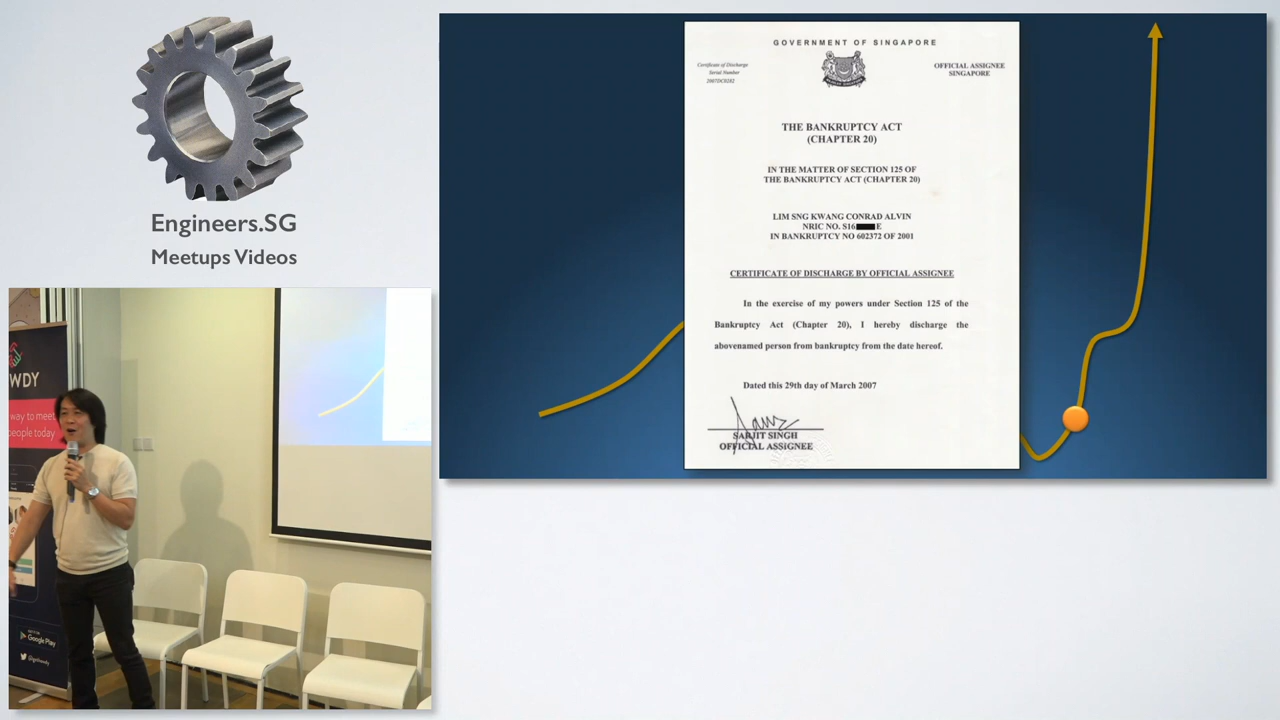 Engineers.SG
Meetups Videos
GOVERNMENT OF SINGAPORE
Certificate of Discharge
Serial Number
2007DC0182
OFFICIAL ASSIGNEE
SINGAPORE
THE BANKRUPTCY ACT
(CHAPTER 20)
IN THE MATTER OF SECTION 125 OF
THE BANKRUPTCY ACT (CHAPTER 20)
LIM SNG KWANG CONRAD ALVIN
NRIC NO. S16 E
IN BANKRUPTCY NO 602372 OF 2001
CERTIFICATE OF DISCHARGE BY OFFICIAL ASSIGNEE
In the exercise of my powers under Section 125 of the
Bankruptcy Act (Chapter 20), I hereby discharge the
abovenamed person from bankruptcy from the date hereof.
Dated this 29th day of March 2007
SARJIT SINGH
OFFICIAL ASSIGNEE
WDY
way to meet
people today
Google Play